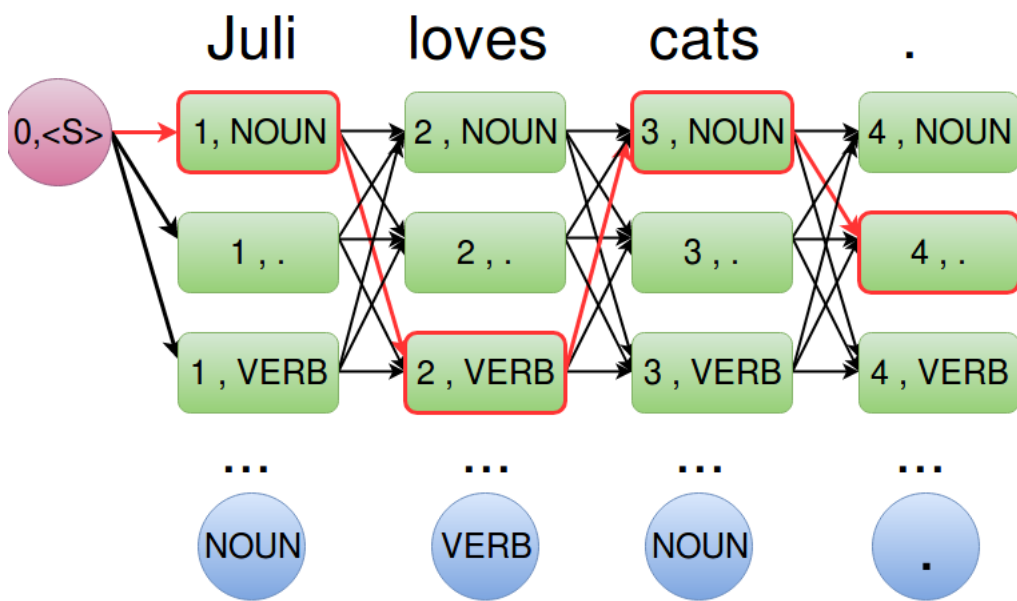 Juli loves cats .
0,<S> 1, NOUN 2 , NOUN 3 , NOUN 4 , NOUN
1 , . 2 , . 3 , . 4 , .
1 , VERB 2 , VERB 3 , VERB 4 , VERB
... ... ... ...
NOUN VERB NOUN .